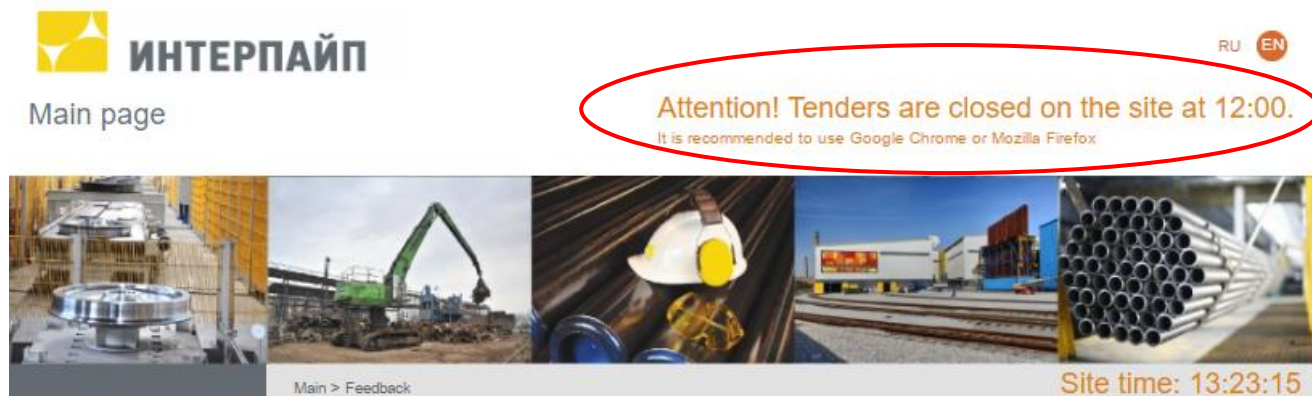 ИНТЕРПАЙП
RU EN
Main page
Attention! Tenders are closed on the site at 12:00.
It is recommended to use Google Chrome or Mozilla Firefox
Main > Feedback
Site time: 13:23:15